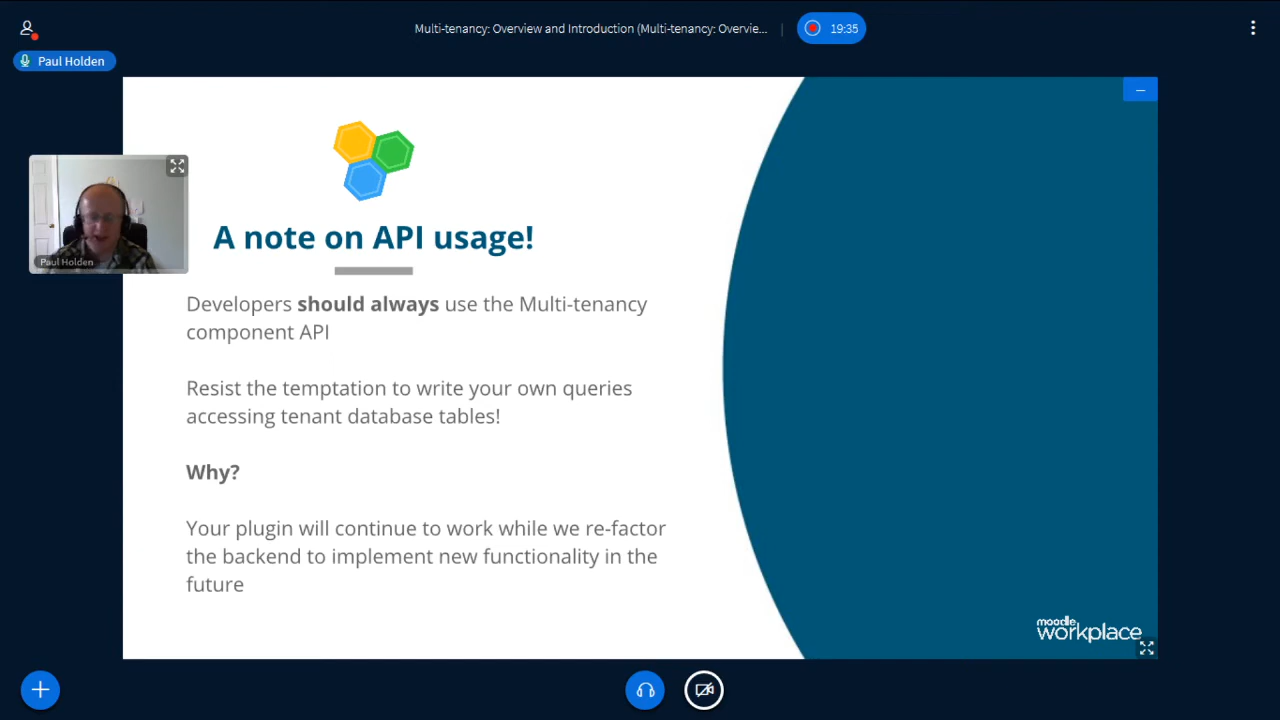 Multi-tenancy: Overview and Introduction (Multi-tenancy: Overvie...
19:35
Paul Holden
Paul Holden
A note on API usage!
Developers should always use the Multi-tenancy
component API
Resist the temptation to write your own queries
accessing tenant database tables!
Why?
Your plugin will continue to work while we re-factor
the backend to implement new functionality in the
future
moodle
workplace